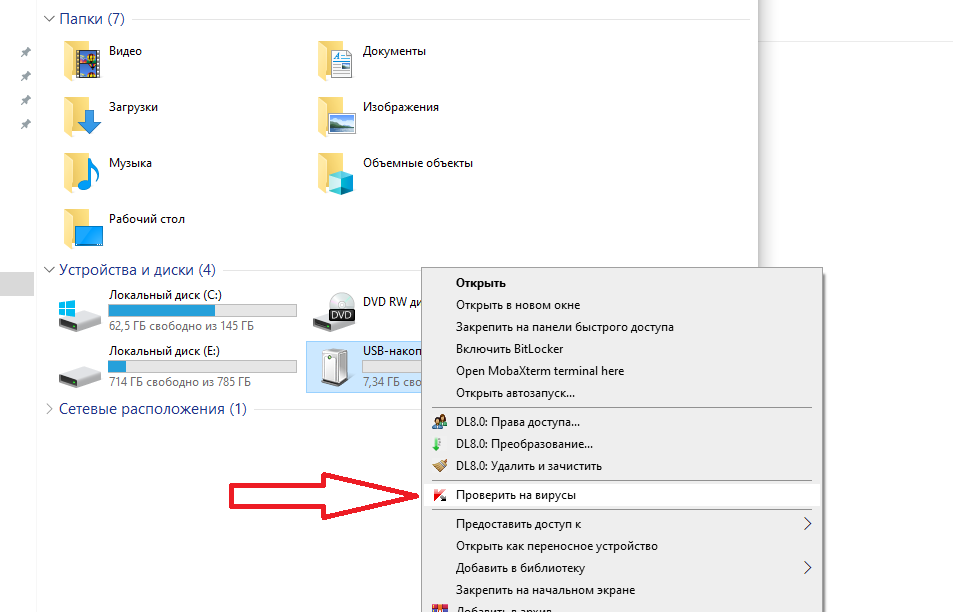 Папки (7)
Видео
Документы
Загрузки
Изображения
Музыка
Объемные объекты
Рабочий стол
Устройства и диски (4)
Локальный диск (C:)
62,5 ГБ свободно из 145 ГБ
DVD RW ди
DVD
Локальный диск (E:)
714 ГБ свободно из 785 ГБ
USB-накоп
7,34 ГБ сво
Сетевые расположения (1)
Открыть
Открыть в новом окне
Закрепить на панели быстрого доступа
Включить BitLocker
Open MobaXterm terminal here
Открыть автозапуск...
DL8.0: Права доступа...
DL8.0: Преобразование...
DL8.0: Удалить и зачистить
Проверить на вирусы
Предоставить доступ к
Открыть как переносное устройство
Добавить в библиотеку
Закрепить на начальном экране
Добавить в архив